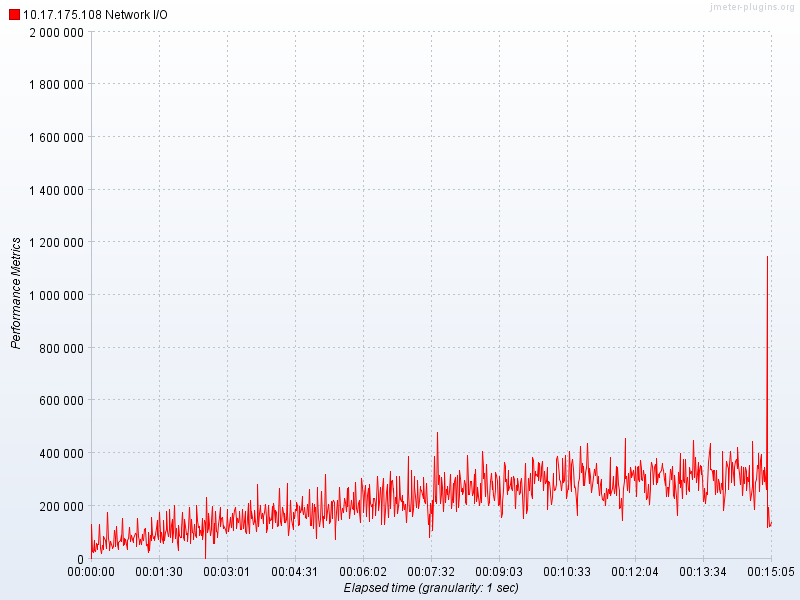 jmeter-plugins.org
10.17.175.108 Network I/O
2 000 000
1 800 000
1 600 000
1 400 000
1 200 000
1 000 000
800 000
600 000
400 000
200 000
0
Performance Metrics
00:00:00 00:01:30 00:03:01 00:04:31 00:06:02 00:07:32 00:09:03 00:10:33 00:12:04 00:13:34 00:15:05
Elapsed time (granularity: 1 sec)